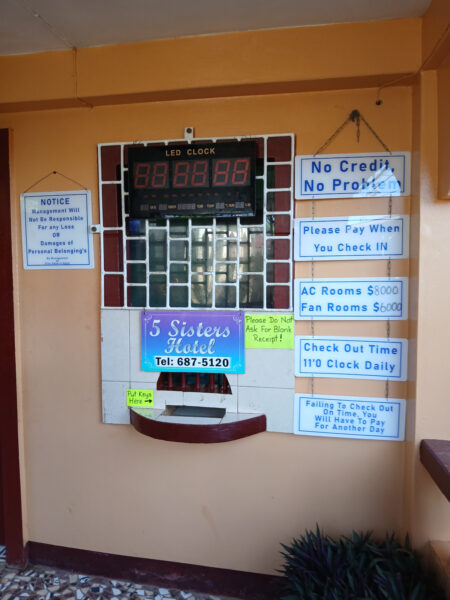 LED CLOCK
NOTICE
Management Will
Not Be Responsible
For any Loss
OR
Damages of
Personal Belonging's
5 Sisters
Hotel
Tel: 687-5120
Please Do Not
Ask For Blank
Receipt!
Put Keys
Here →
No Credit,
No Problem
Please Pay When
You Check IN
AC Rooms $8000
Fan Rooms $6000
Check Out Time
11'0 Clock Daily
Failing To Check Out
On Time, You
Will Have To Pay
For Another Day